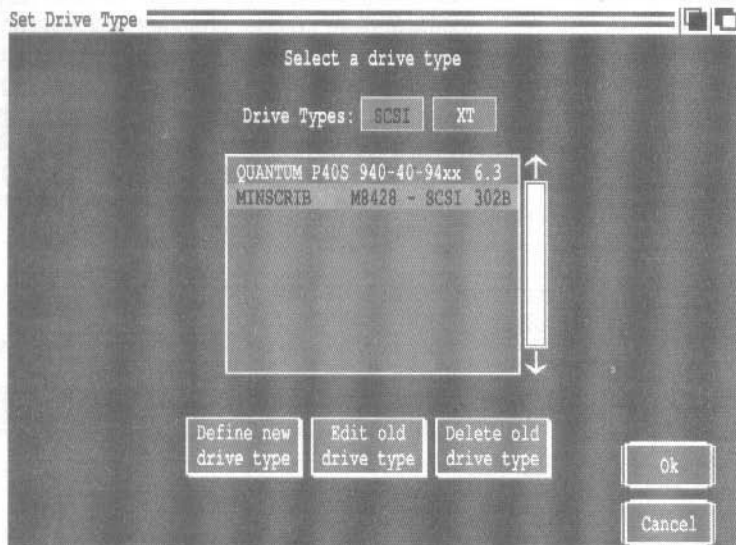 Set Drive Type
Select a drive type
Drive Types: SCSI XT
QUANTUM P40S 940-40-94xx 6.3
MINSCRIB M8428 - SCSI 302B
Define new drive type
Edit old drive type
Delete old drive type
Ok
Cancel